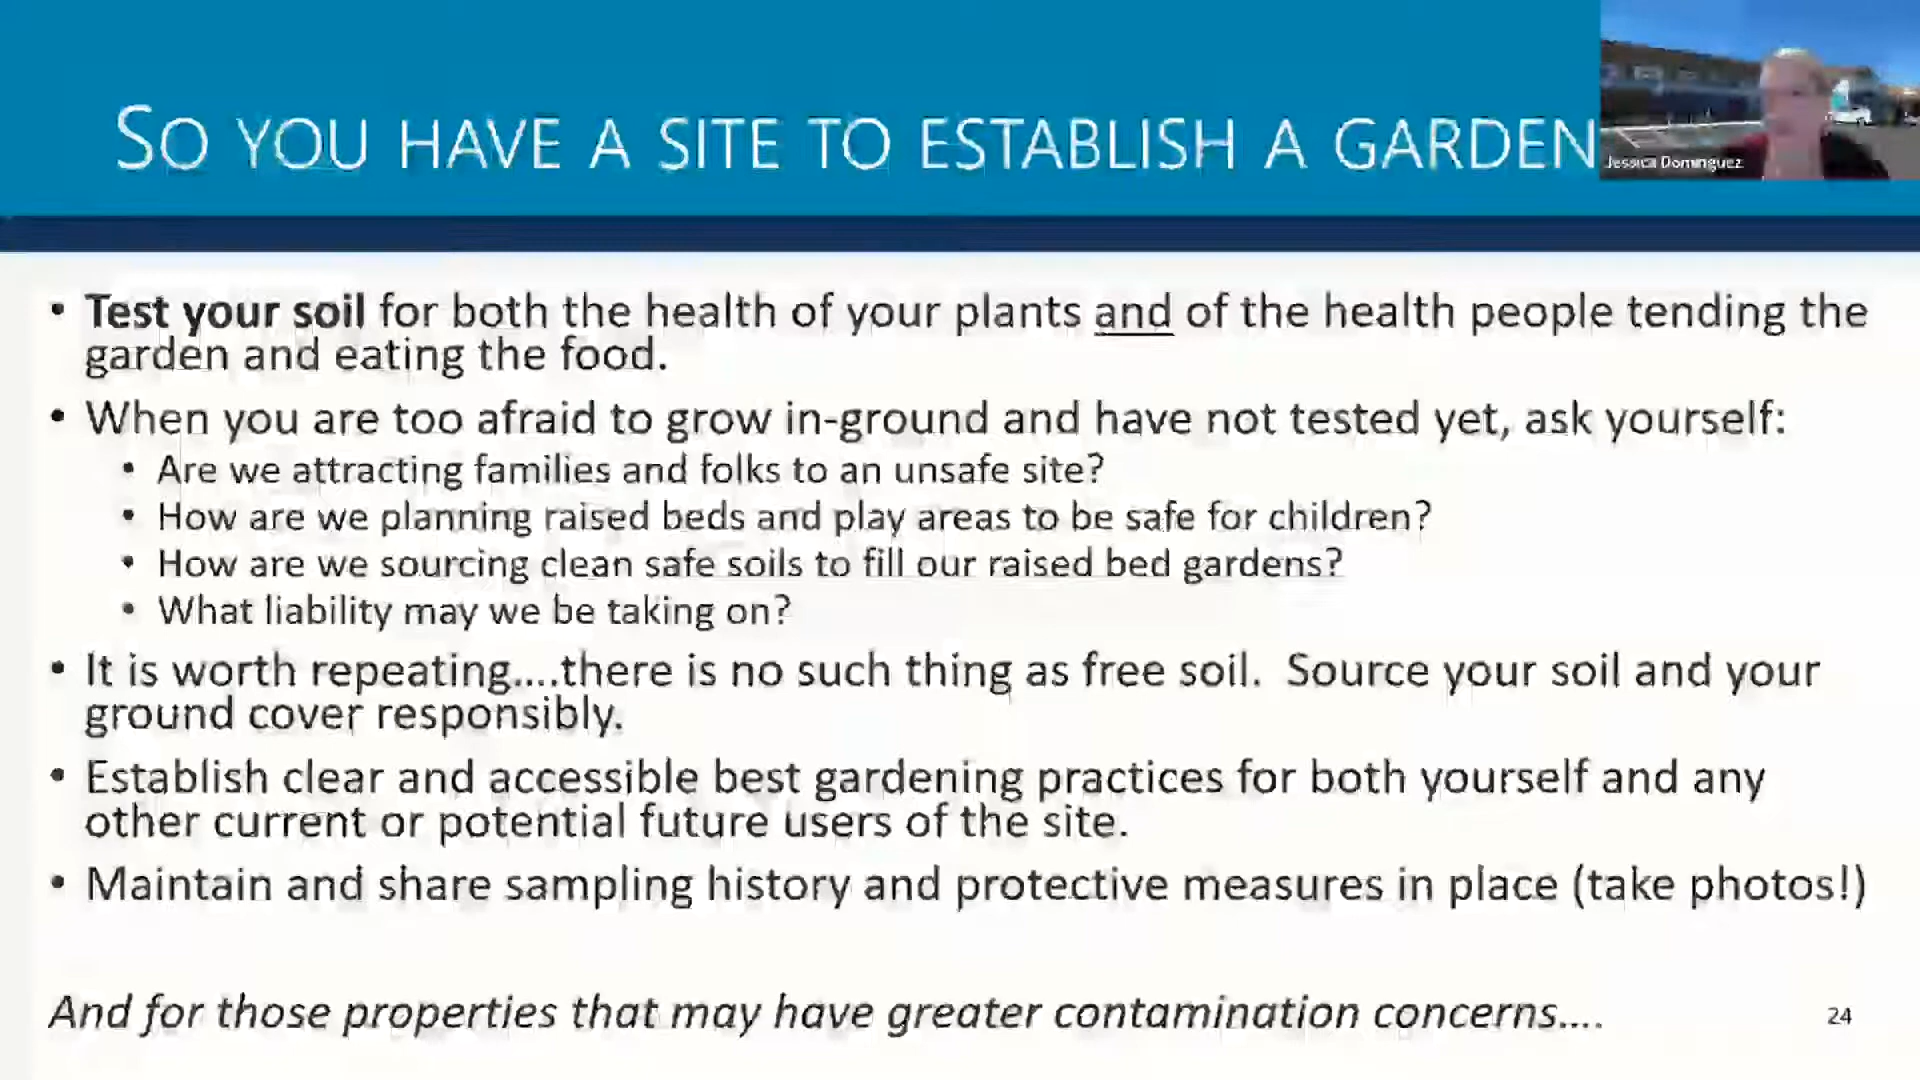 SO YOU HAVE A SITE TO ESTABLISH A GARDEN
Jessica Dominguez
• Test your soil for both the health of your plants and of the health people tending the
garden and eating the food.
• When you are too afraid to grow in-ground and have not tested yet, ask yourself:
• Are we attracting families and folks to an unsafe site?
• How are we planning raised beds and play areas to be safe for children?
• How are we sourcing clean safe soils to fill our raised bed gardens?
• What liability may we be taking on?
• It is worth repeating....there is no such thing as free soil.  Source your soil and your
ground cover responsibly.
• Establish clear and accessible best gardening practices for both yourself and any
other current or potential future users of the site.
• Maintain and share sampling history and protective measures in place (take photos!)
And for those properties that may have greater contamination concerns....
24